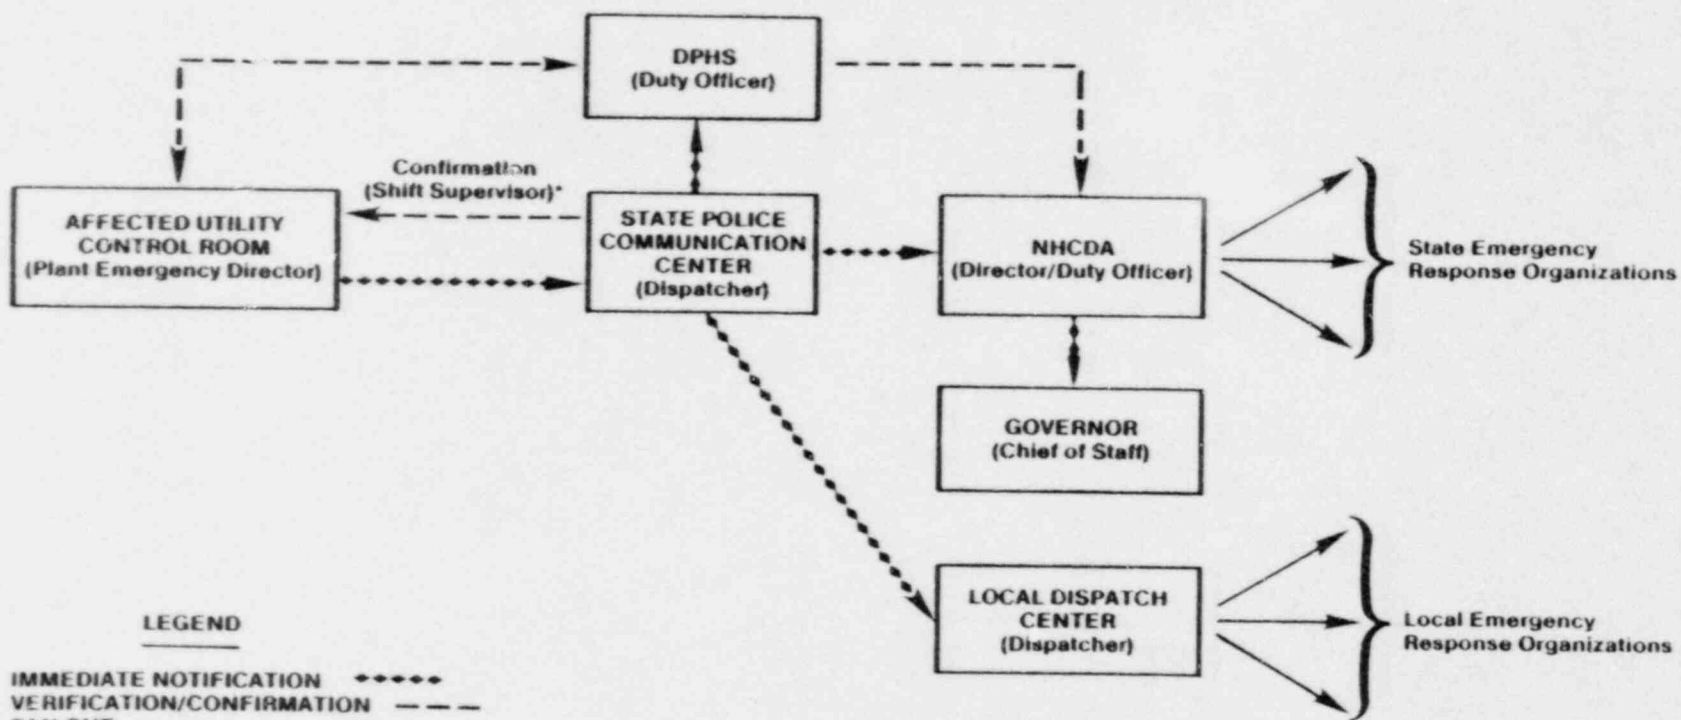 DPHS
(Duty Officer)
Confirmation
(Shift Supervisor)*
AFFECTED UTILITY
CONTROL ROOM
(Plant Emergency Director)
STATE POLICE
COMMUNICATION
CENTER
(Dispatcher)
NHCDA
(Director/Duty Officer)
State Emergency
Response Organizations
GOVERNOR
(Chief of Staff)
LOCAL DISPATCH
CENTER
(Dispatcher)
Local Emergency
Response Organizations
LEGEND
IMMEDIATE NOTIFICATION
VERIFICATION/CONFIRMATION